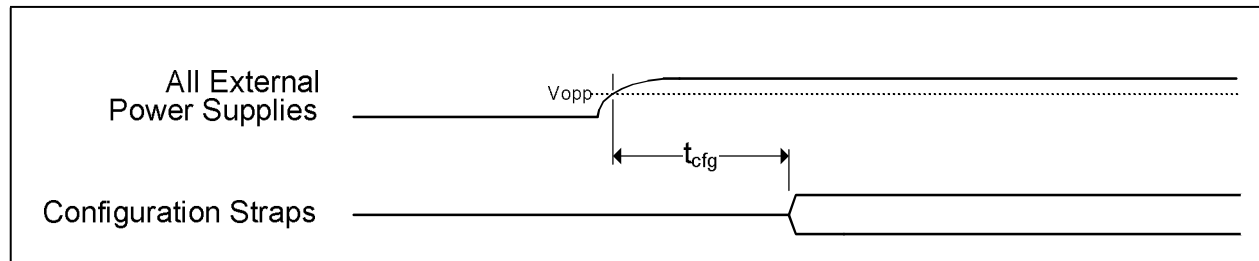 All External
Power Supplies
Vopp
tcfg
Configuration Straps